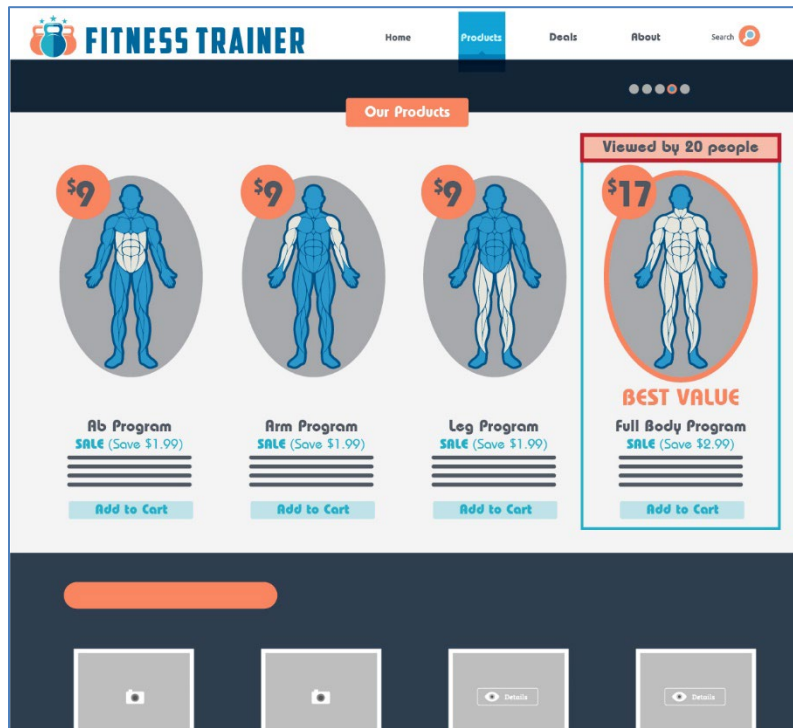 FITNESS TRAINER
Home
Products
Deals
About
Search
Our Products
Viewed by 20 people
$9
$9
$9
$17
BEST VALUE
Ab Program
SALE (Save $1.99)
Add to Cart
Arm Program
SALE (Save $1.99)
Add to Cart
Leg Program
SALE (Save $1.99)
Add to Cart
Full Body Program
SALE (Save $2.99)
Add to Cart
Details
Details